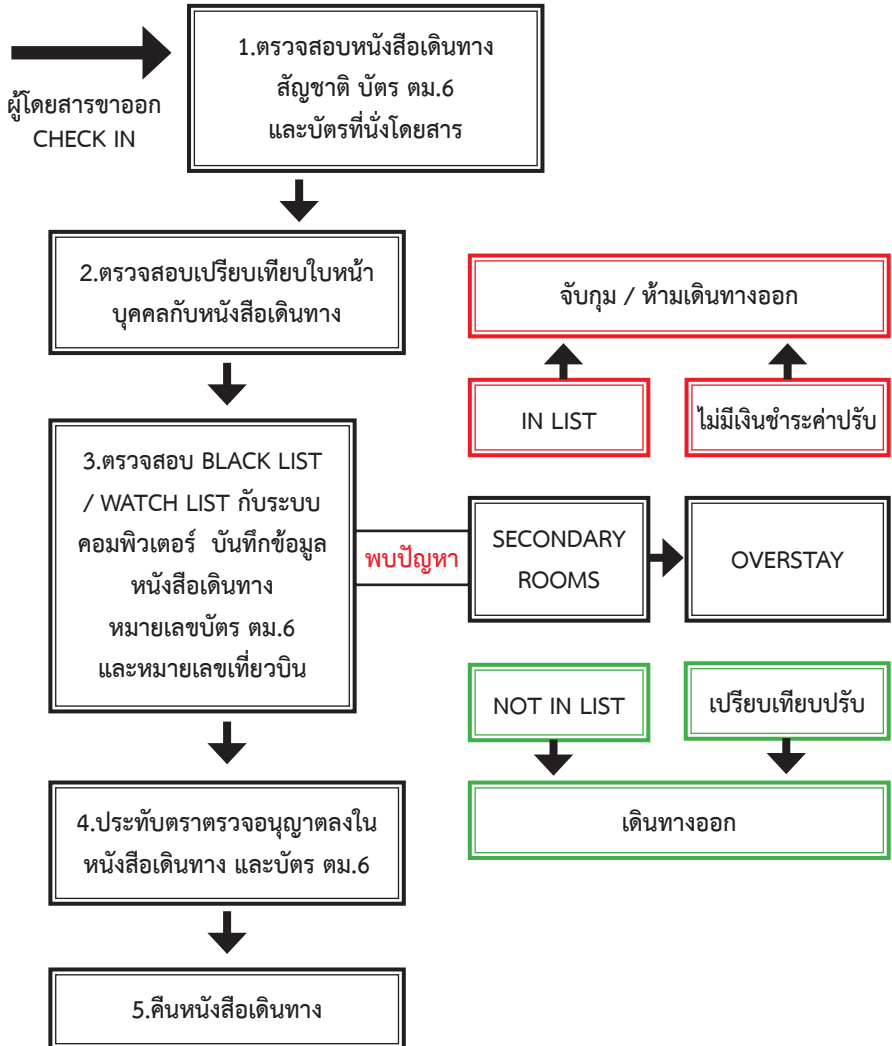 ผู้โดยสารขาออก
CHECK IN
1.ตรวจสอบหนังสือเดินทาง
สัญชาติ บัตร ตม.6
และบัตรที่นั่งโดยสาร
2.ตรวจสอบเปรียบเทียบใบหน้า
บุคคลกับหนังสือเดินทาง
3.ตรวจสอบ BLACK LIST
/ WATCH LIST กับระบบ
คอมพิวเตอร์ บันทึกข้อมูล
หนังสือเดินทาง
หมายเลขบัตร ตม.6
และหมายเลขเที่ยวบิน
พบปัญหา
SECONDARY
ROOMS
OVERSTAY
IN LIST
ไม่มีเงินชำระค่าปรับ
จับกุม / ห้ามเดินทางออก
NOT IN LIST
เปรียบเทียบปรับ
เดินทางออก
4.ประทับตราตรวจอนุญาตลงใน
หนังสือเดินทาง และบัตร ตม.6
5.คืนหนังสือเดินทาง